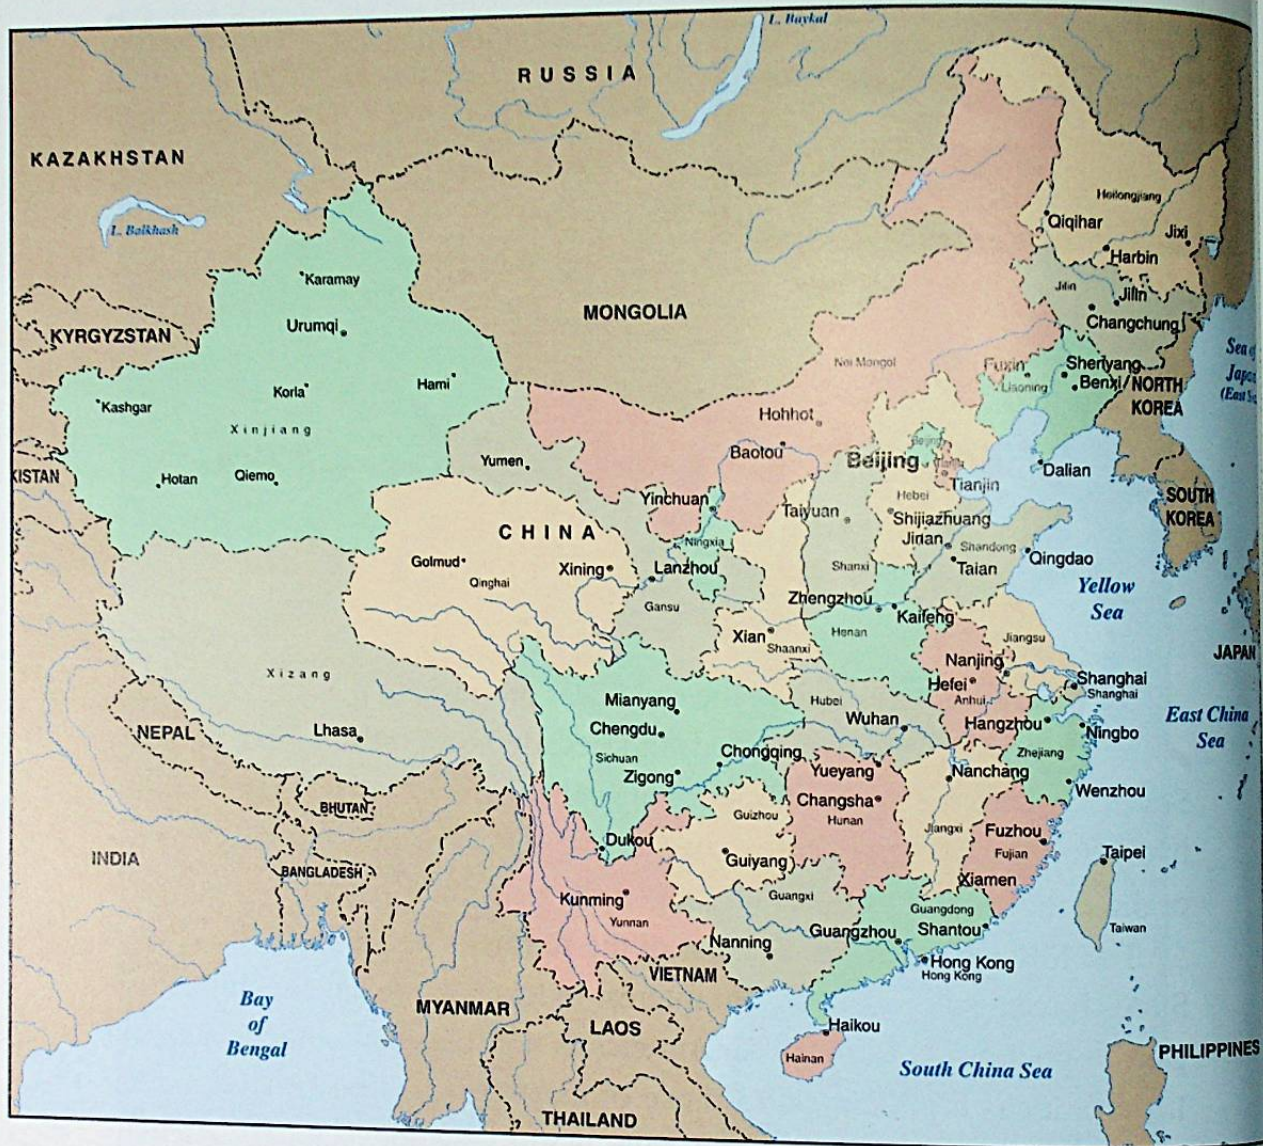 L. Baykal
RUSSIA
KAZAKHSTAN
L. Balkhash
Heilongjiang
Qiqihar
Jixi
Harbin
Karamay
Jilin
Jilin
MONGOLIA
Changchung
Urumqi
KYRGYZSTAN
Sea of
Japan
(East Sea
Nei Mongol
Fuxin
Shenyang
Liaoning
Benxi/NORTH
KOREA
Korla
Hami
Kashgar
Hohhot
Xinjiang
Beijing
Baotou
Beijing
Tianjin
Yumen
Dalian
KISTAN
Hotan
Qiemo
Tianjin
SOUTH
KOREA
Yinchuan
Hebei
Taiyuan
Shijiazhuang
CHINA
Jinan
Ningxia
Shandong
Qingdao
Golmud
Qinghai
Xining
Lanzhou
Shanxi
Taian
Yellow
Sea
Gansu
Zhengzhou
Kaifeng
Henan
Xian
Shaanxi
Jiangsu
JAPAN
Nanjing
Xizang
Hefei
Shanghai
Shanghai
Mianyang
Hubei
Anhui
East China
Sea
Lhasa
NEPAL
Chengdu
Wuhan
Hangzhou
Ningbo
Sichuan
Chongqing
Zhejiang
Zigong
Yueyang
Nanchang
Wenzhou
BHUTAN
Changsha
Hunan
Guizhou
Jiangxi
Fuzhou
Fujian
INDIA
Dukou
Guiyang
Taipei
BANGLADESH
Xiamen
Kunming
Yunnan
Guangxi
Guangdong
Taiwan
Nanning
Guangzhou
Shantou
Hong Kong
Hong Kong
VIETNAM
Bay
of
Bengal
MYANMAR
LAOS
Haikou
Hainan
South China Sea
PHILIPPINES
THAILAND